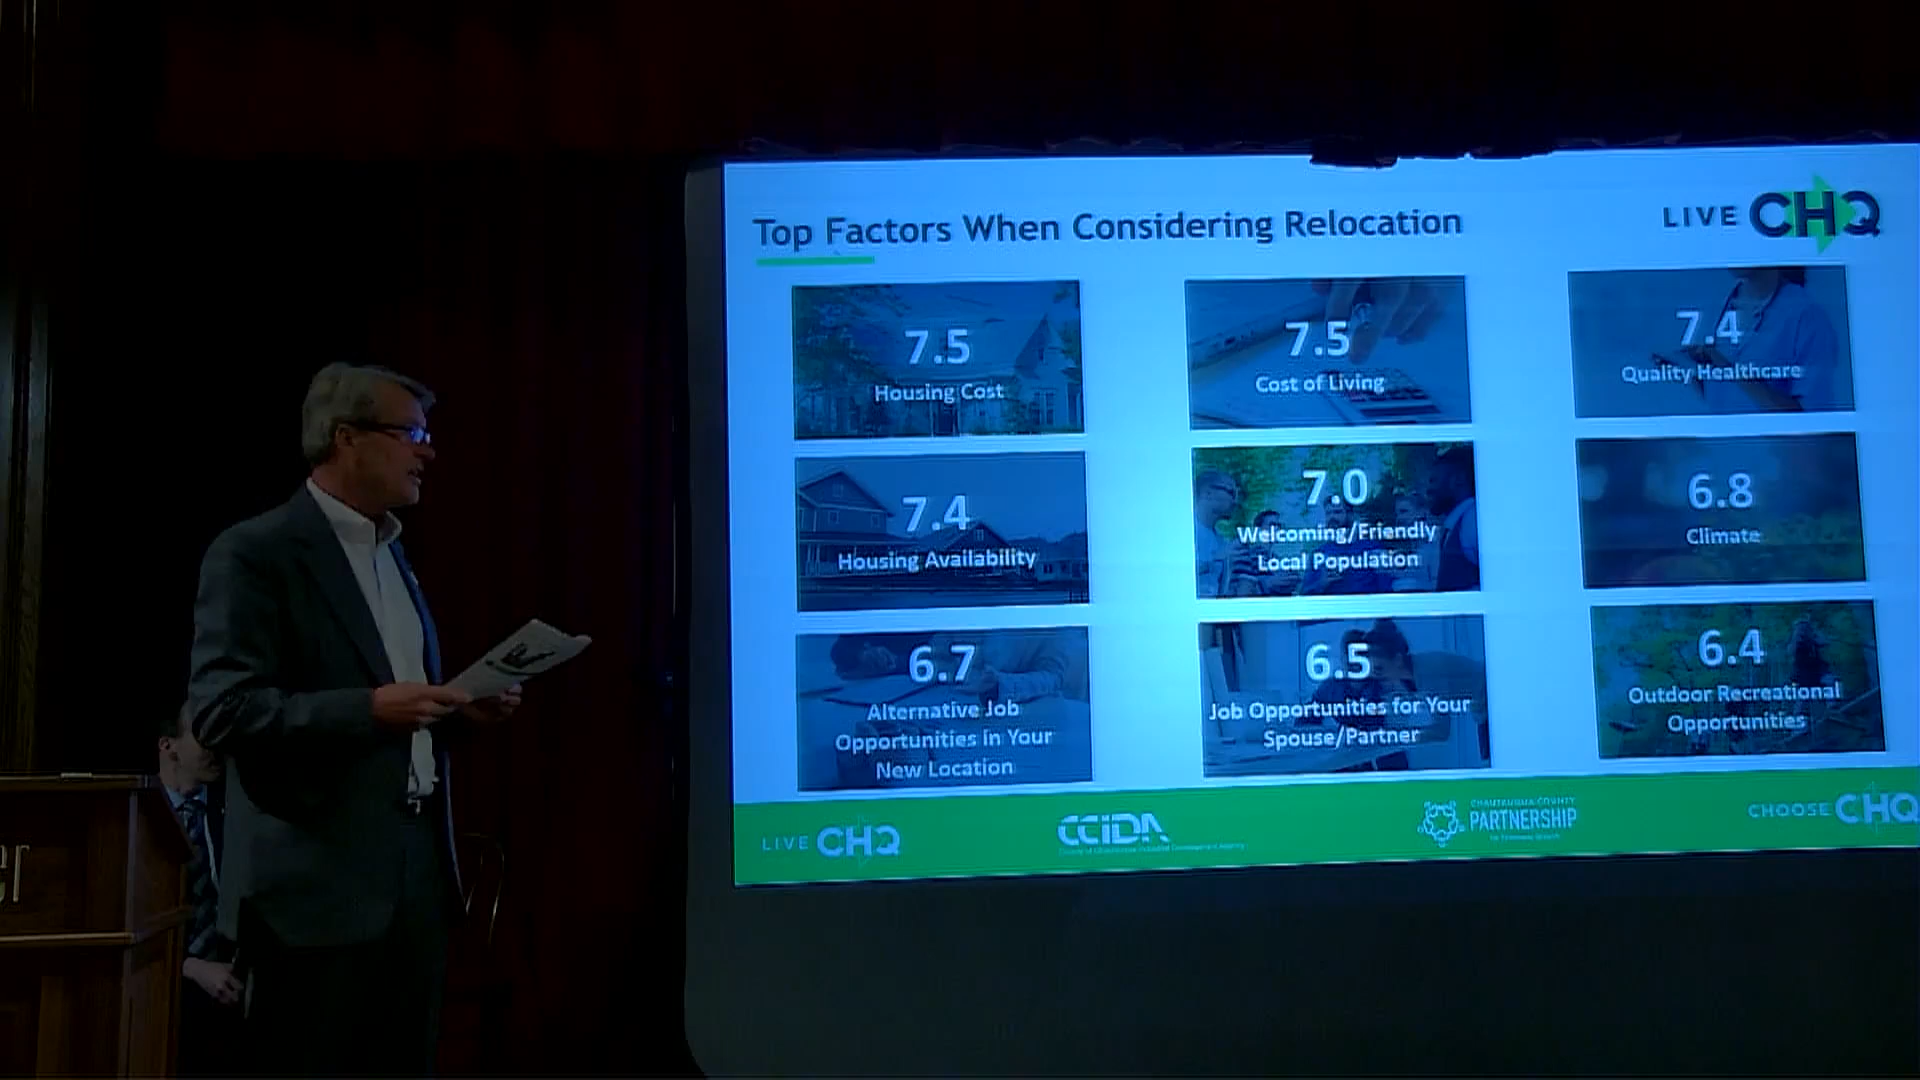 Top Factors When Considering Relocation
LIVE CHQ
7.5
Housing Cost
7.5
Cost of Living
7.4
Quality Healthcare
7.4
Housing Availability
7.0
Welcoming/Friendly
Local Population
6.8
Climate
6.7
Alternative Job
Opportunities in Your
New Location
6.5
Job Opportunities for Your
Spouse/Partner
6.4
Outdoor Recreational
Opportunities
LIVE CHQ
CCIDA
CHAUTAUQUA COUNTY
PARTNERSHIP
CHOOSE CHQ